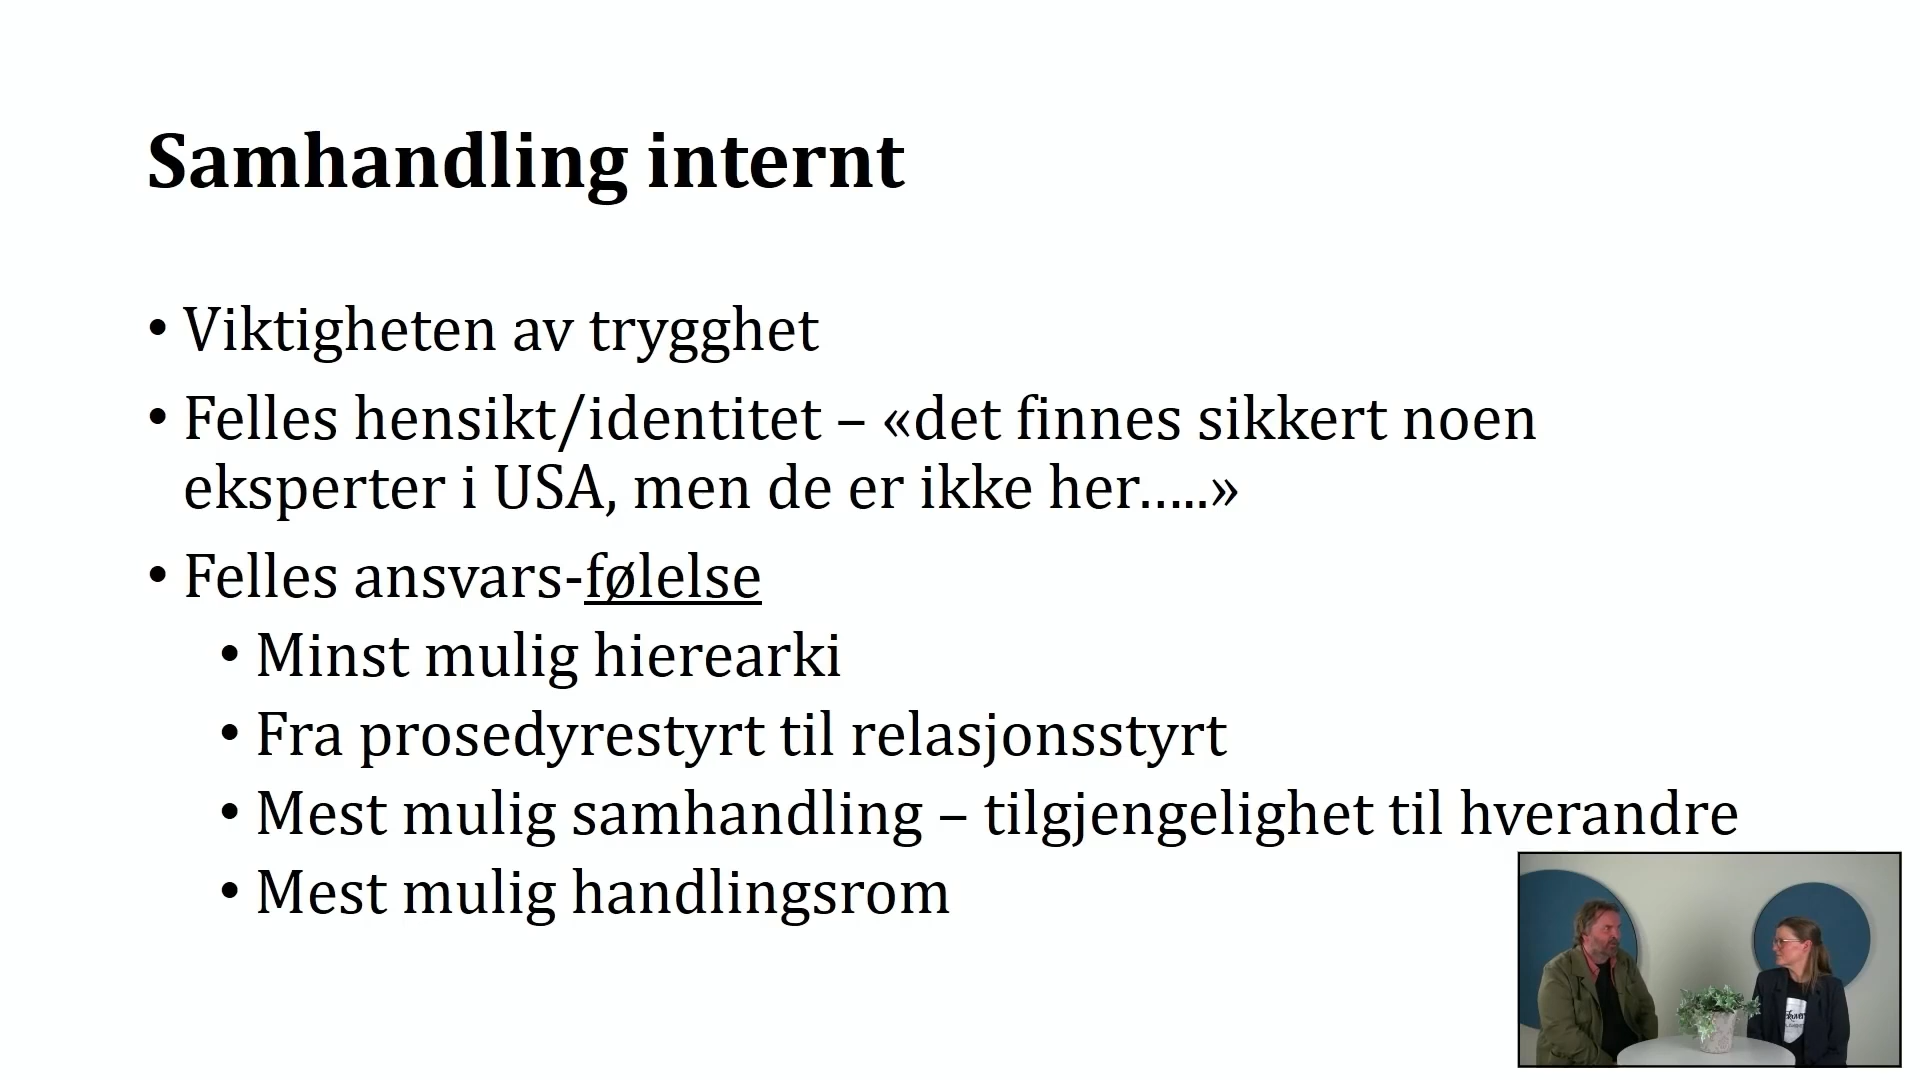 Samhandling internt
• Viktigheten av trygghet
• Felles hensikt/identitet – «det finnes sikkert noen
eksperter i USA, men de er ikke her…..»
• Felles ansvars-følelse
• Minst mulig hierearki
• Fra prosedyrestyrt til relasjonsstyrt
• Mest mulig samhandling – tilgjengelighet til hverandre
• Mest mulig handlingsrom